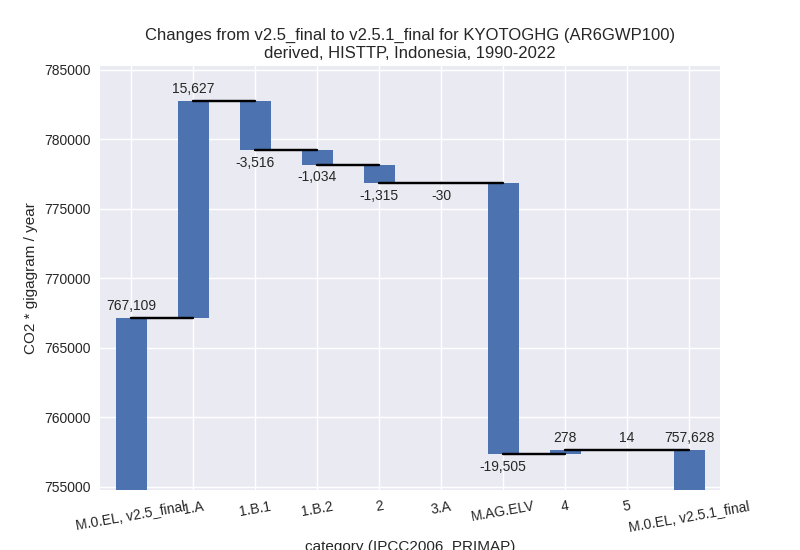 Changes from v2.5_final to v2.5.1_final for KYOTOGHG (AR6GWP100)
derived, HISTTP, Indonesia, 1990-2022
785000
780000
775000
770000
765000
760000
755000
CO2 * gigagram / year
767,109
15,627
-3,516
-1,034
-1,315
-30
-19,505
278
14
757,628
M.0.EL, v2.5_final
1.A
1.B.1
1.B.2
2
3.A
M.AG.ELV
4
5
M.0.EL, v2.5.1_final
category (IPCC2006_PRIMAP)